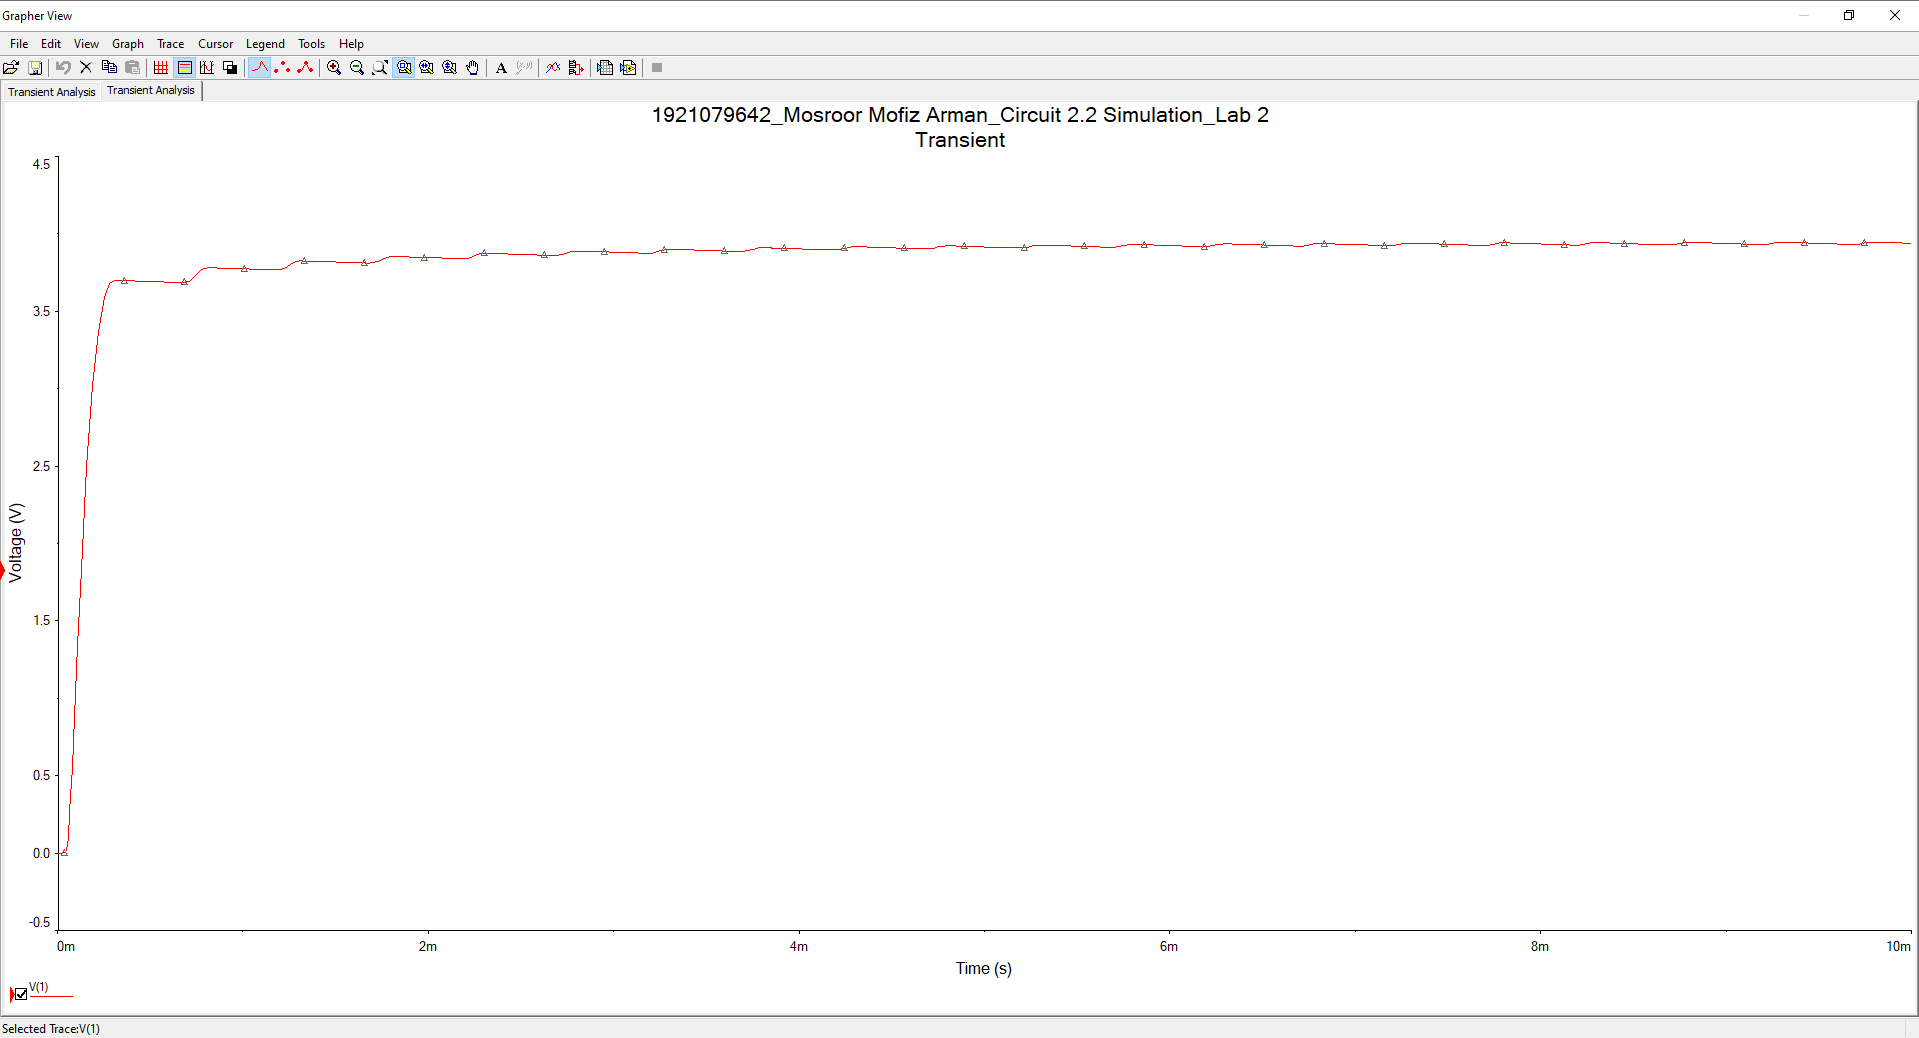 Grapher View
File Edit View Graph Trace Cursor Legend Tools Help
A
Transient Analysis Transient Analysis
1921079642_Mosroor Mofiz Arman_Circuit 2.2 Simulation_Lab 2
Transient
4.5
3.5
2.5
Voltage (V)
1.5
0.5
0.0
-0.5
0m 2m 4m 6m 8m 10m
Time (s)
V(1)
Selected Trace:V(1)